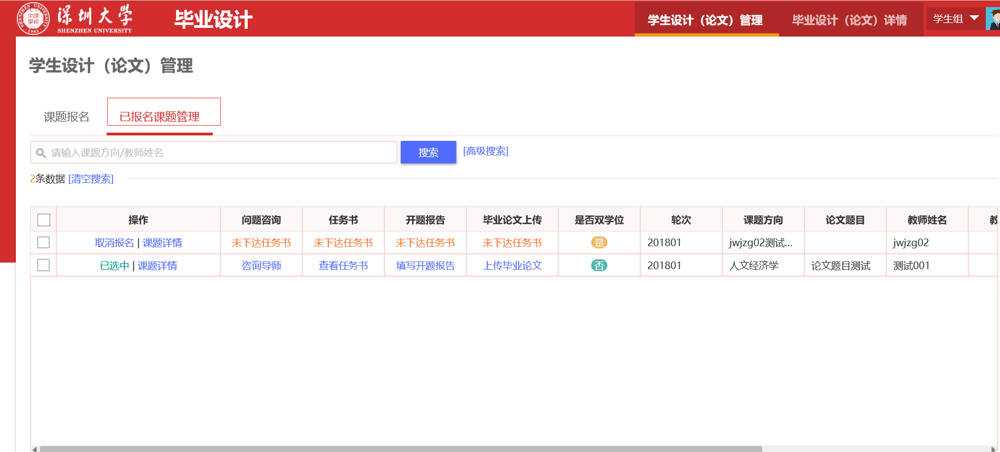 深圳大学
SHENZHEN UNIVERSITY
SHENZHEN UNIVERSITY
1983
毕业设计
学生设计（论文）管理
毕业设计（论文）详情
学生组
学生设计（论文）管理
课题报名
已报名课题管理
请输入课题方向/教师姓名
搜索
[高级搜索]
2条数据 [清空搜索]
操作 问题咨询 任务书 开题报告 毕业论文上传 是否双学位 轮次 课题方向 论文题目 教师姓名
取消报名 | 课题详情 未下达任务书 未下达任务书 未下达任务书 未下达任务书 是 201801 jwjzg02测试... jwjzg02
已选中 | 课题详情 咨询导师 查看任务书 填写开题报告 上传毕业论文 否 201801 人文经济学 论文题目测试 测试001